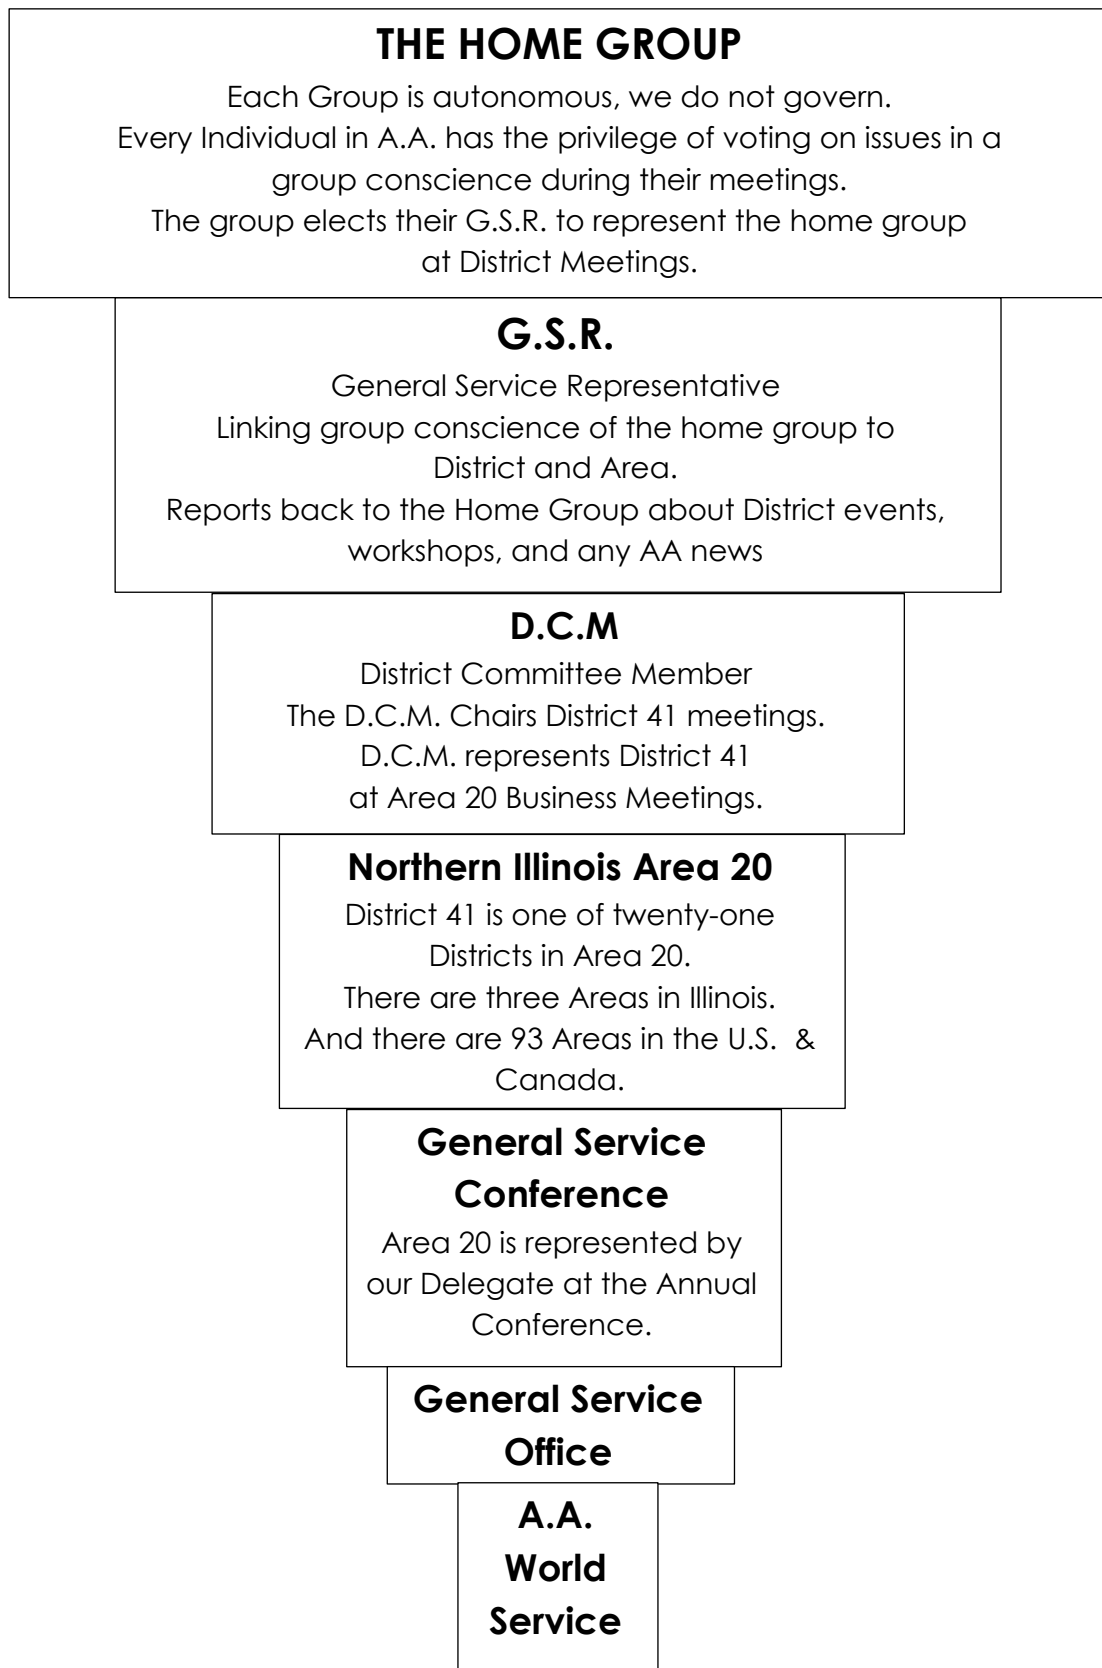 THE HOME GROUP
Each Group is autonomous, we do not govern.
Every Individual in A.A. has the privilege of voting on issues in a
group conscience during their meetings.
The group elects their G.S.R. to represent the home group
at District Meetings.
G.S.R.
General Service Representative
Linking group conscience of the home group to
District and Area.
Reports back to the Home Group about District events,
workshops, and any AA news
D.C.M
District Committee Member
The D.C.M. Chairs District 41 meetings.
D.C.M. represents District 41
at Area 20 Business Meetings.
Northern Illinois Area 20
District 41 is one of twenty-one
Districts in Area 20.
There are three Areas in Illinois.
And there are 93 Areas in the U.S.  &
Canada.
General Service
Conference
Area 20 is represented by
our Delegate at the Annual
Conference.
General Service
Office
A.A.
World
Service